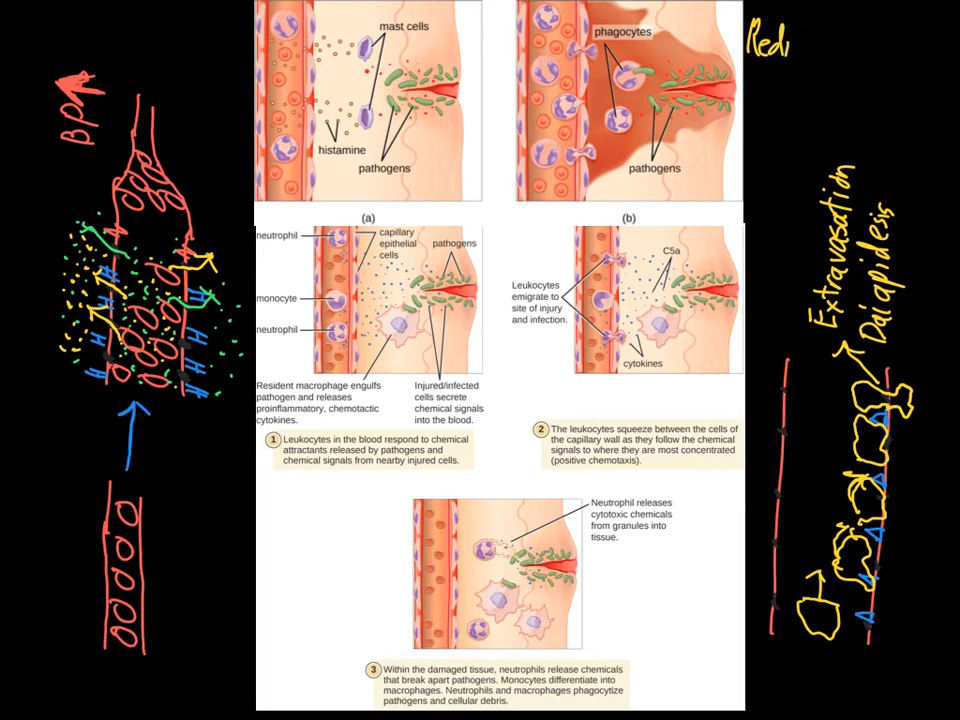 mast cells
histamine
pathogens
(a)
phagocytes
pathogens
(b)
Redi
BP
H
H
H
H
H
H
H
Extravasation
Daiapidesis
neutrophil
monocyte
neutrophil
capillary
epithelial
cells
pathogens
Resident macrophage engulfs
pathogen and releases
proinflammatory, chemotactic
cytokines.
Injured/infected
cells secrete
chemical signals
into the blood.
1 Leukocytes in the blood respond to chemical
attractants released by pathogens and
chemical signals from nearby injured cells.
C5a
Leukocytes
emigrate to
site of injury
and infection.
cytokines
2 The leukocytes squeeze between the cells of
the capillary wall as they follow the chemical
signals to where they are most concentrated
(positive chemotaxis).
Neutrophil releases
cytotoxic chemicals
from granules into
tissue.
3 Within the damaged tissue, neutrophils release chemicals
that break apart pathogens. Monocytes differentiate into
macrophages. Neutrophils and macrophages phagocytize
pathogens and cellular debris.